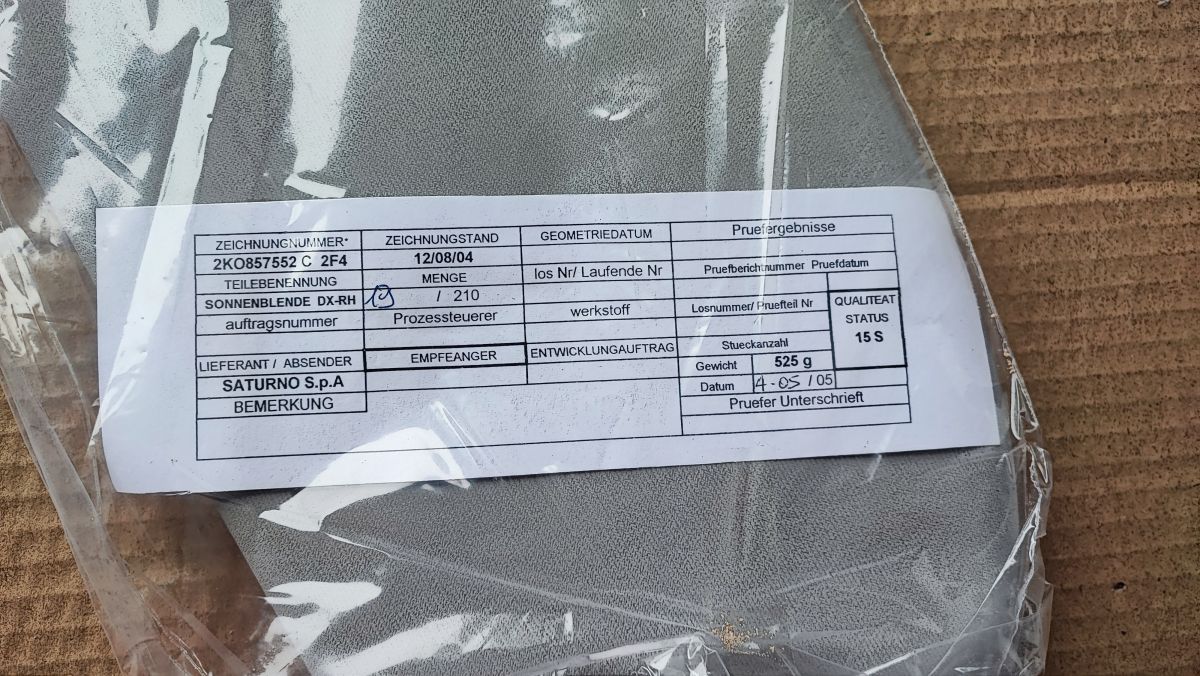 ZEICHNUNGNUMMER*
2KO857552 C 2F4
TEILEBENENNUNG
SONNENBLENDE DX-RH
auftragsnummer
LIEFERANT / ABSENDER
SATURNO S.p.A
BEMERKUNG
ZEICHNUNGSTAND
12/08/04
MENGE
19 / 210
Prozessteuerer
EMPFEANGER
GEOMETRIEDATUM
los Nr/ Laufende Nr
werkstoff
ENTWICKLUNGAUFTRAG
Pruefergebnisse
Pruefberichtnummer Pruefdatum
Losnummer/ Pruefteil Nr
Stueckanzahl
Gewicht 525 g
Datum 4-05/05
Pruefer Unterschrieft
QUALITEAT
STATUS
15 S